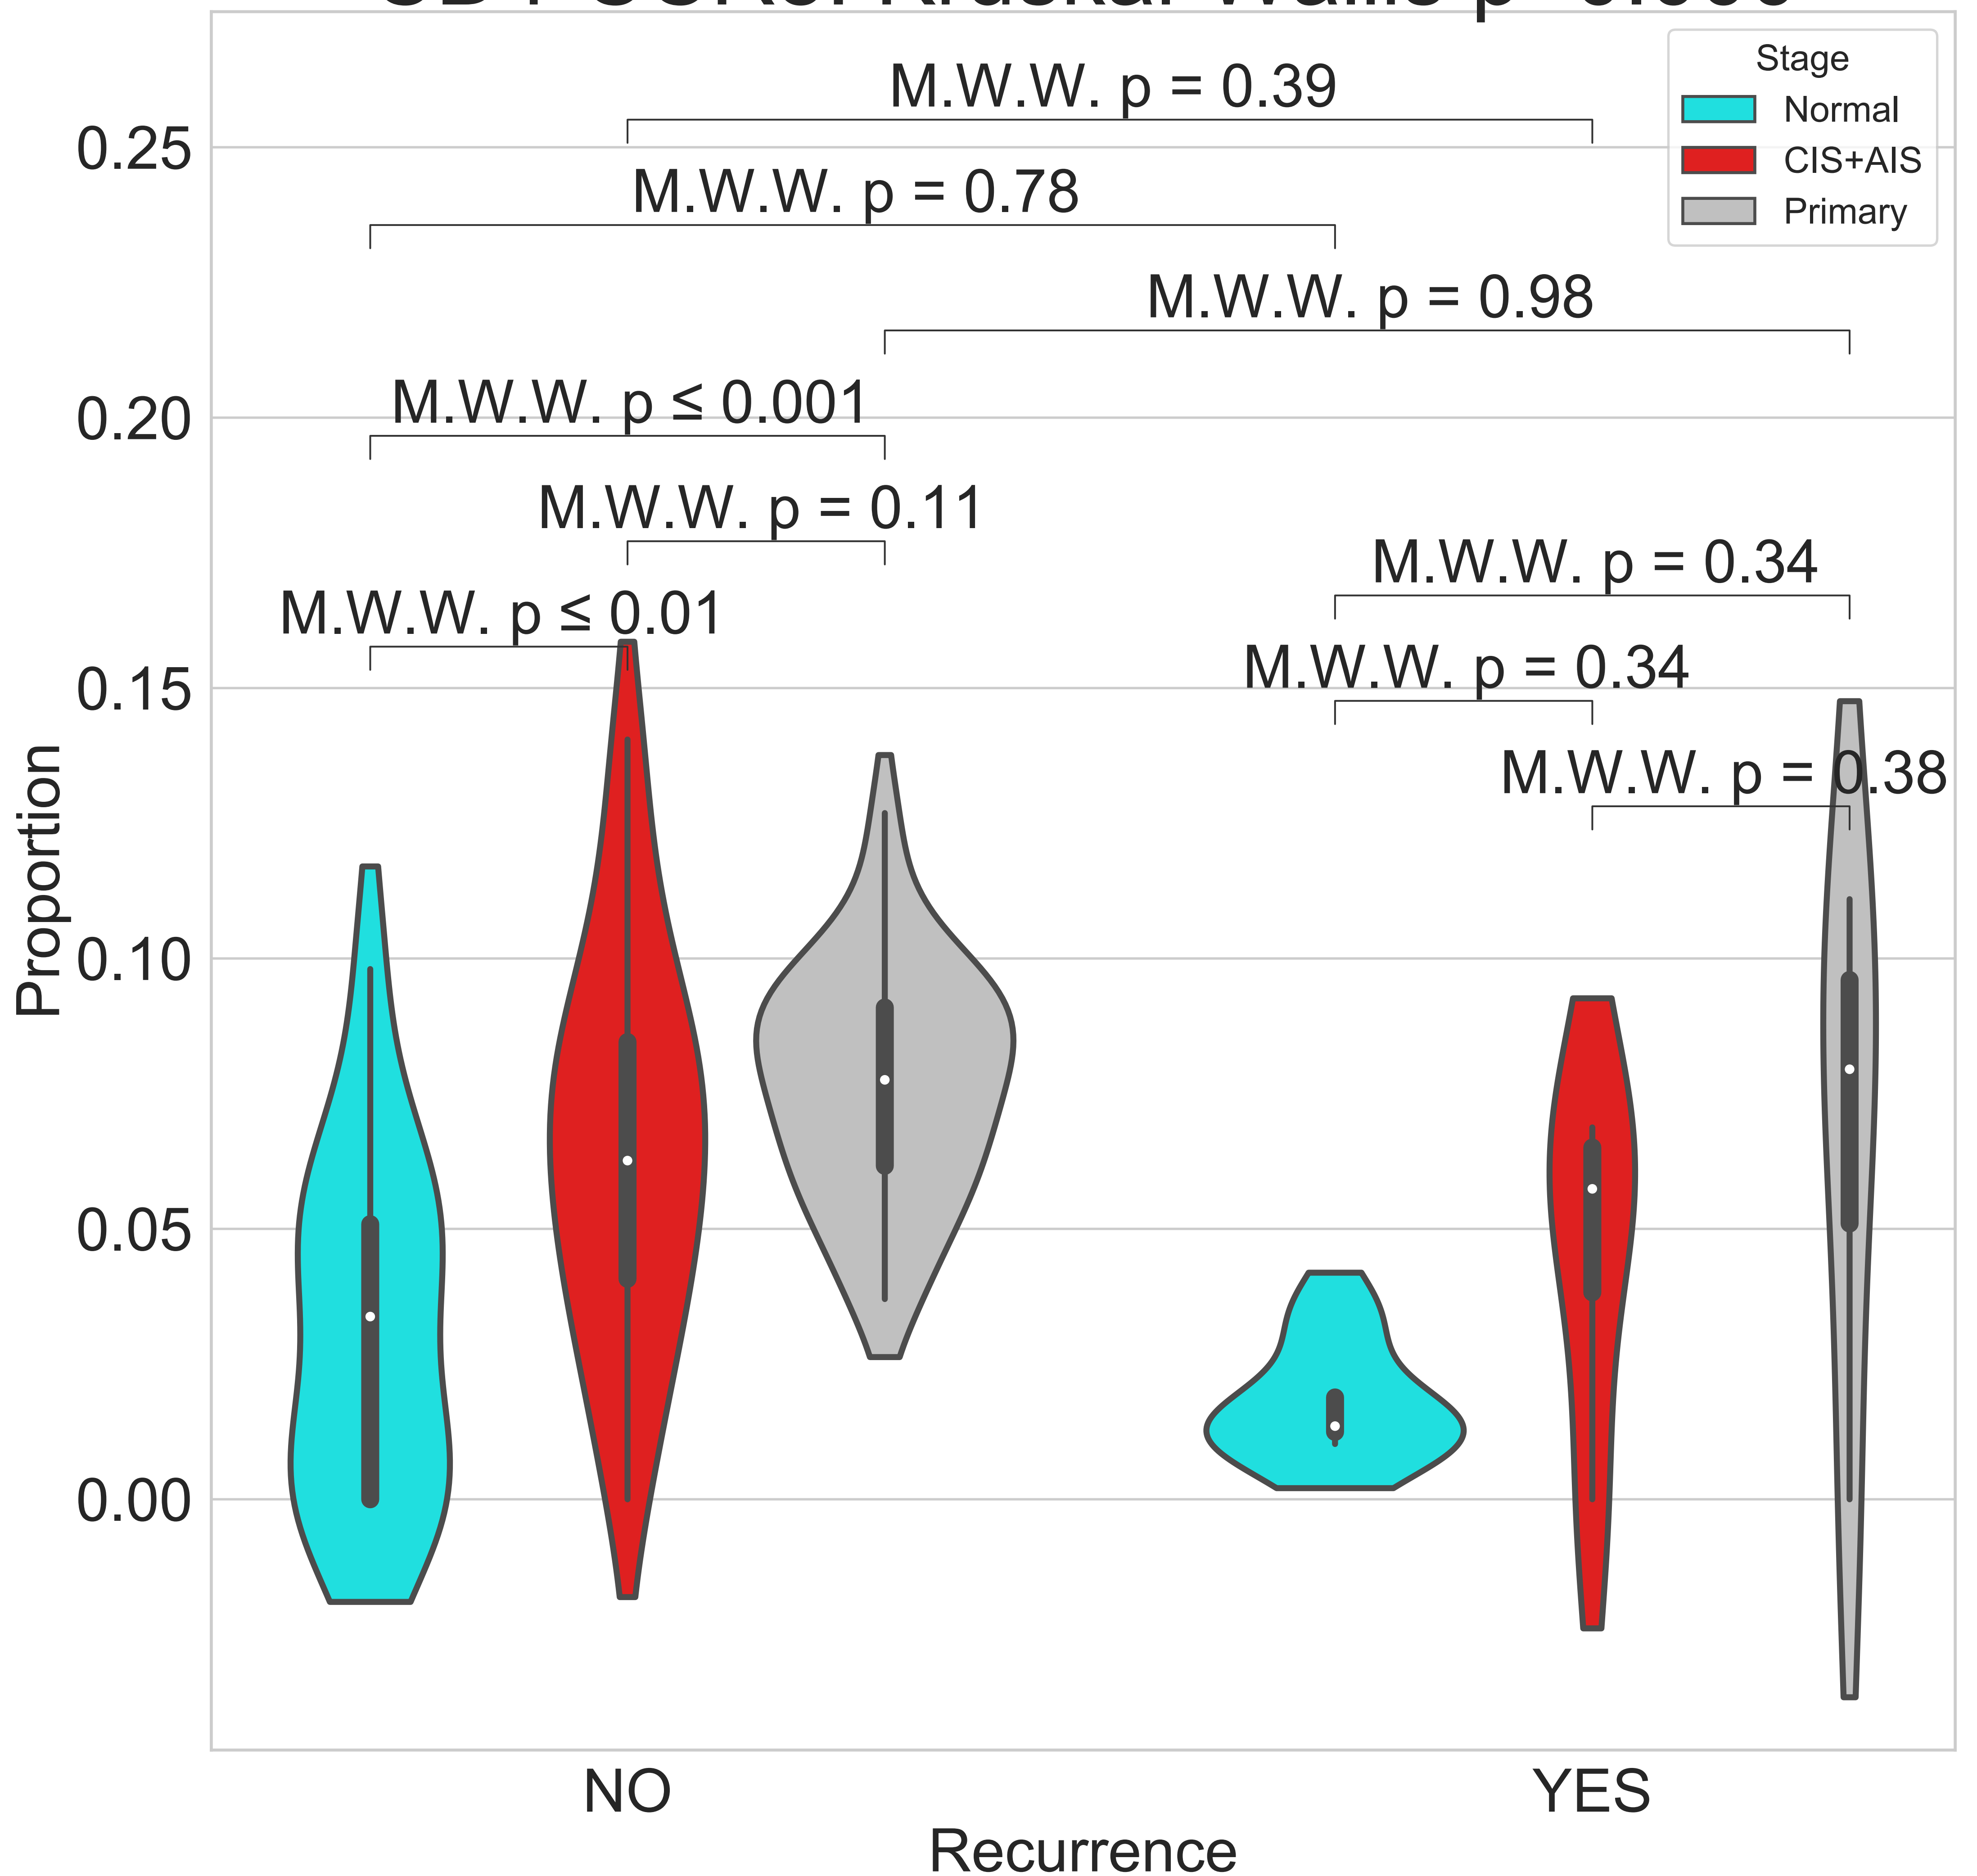 M.W.W. p = 0.39
Stage
Normal
CIS+AIS
Primary
0.25
M.W.W. p = 0.78
M.W.W. p = 0.98
M.W.W. p ≤ 0.001
0.20
M.W.W. p = 0.11
M.W.W. p = 0.34
M.W.W. p ≤ 0.01
M.W.W. p = 0.34
0.15
M.W.W. p = 0.38
Proportion
0.10
0.05
0.00
NO
YES
Recurrence